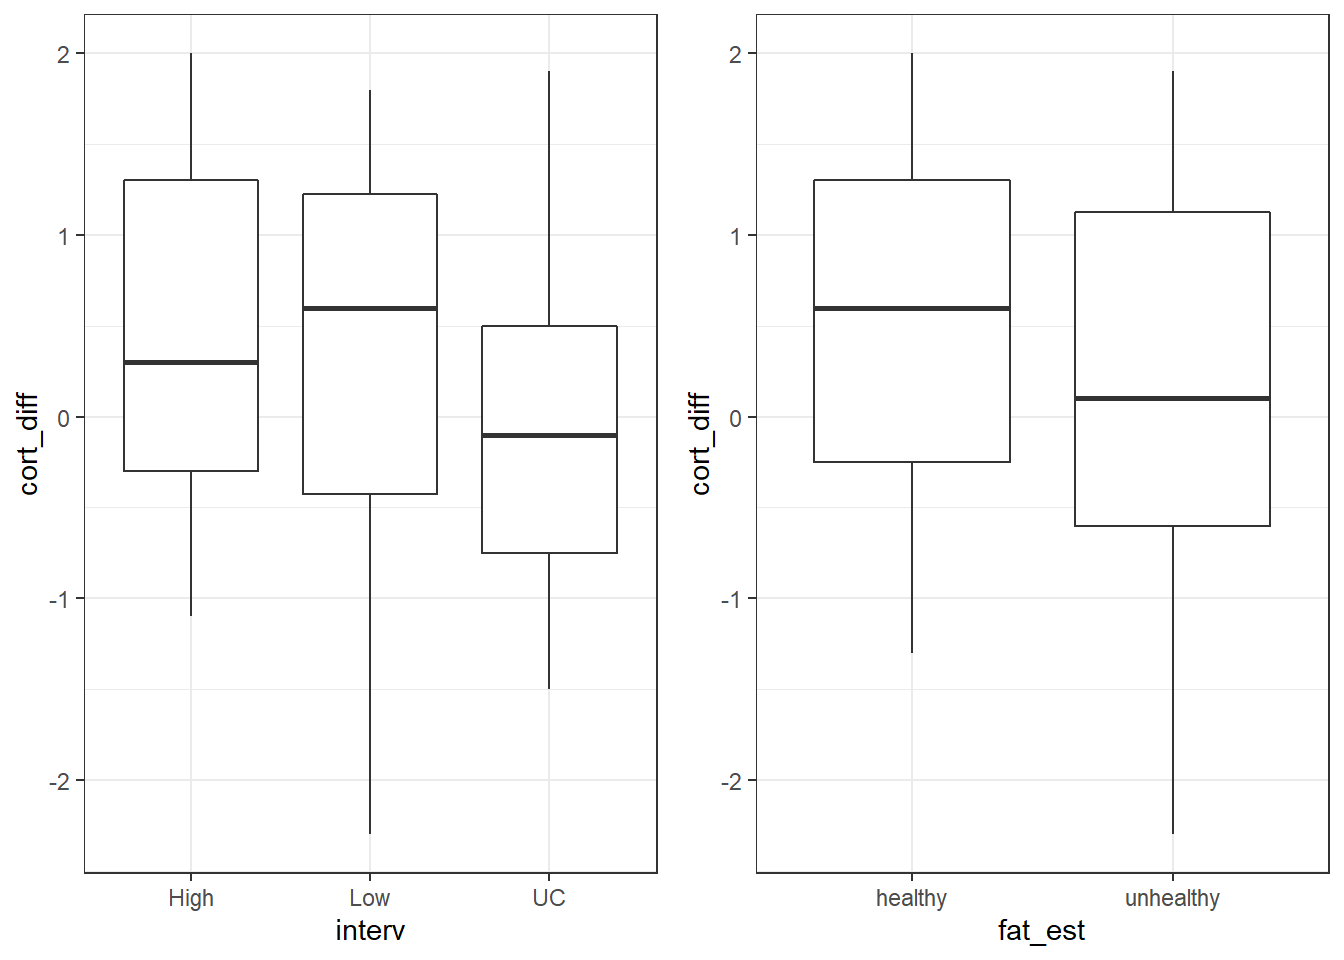 cort_diff
2
1
0
-1
-2
High Low UC
interv
cort_diff
2
1
0
-1
-2
healthy unhealthy
fat_est